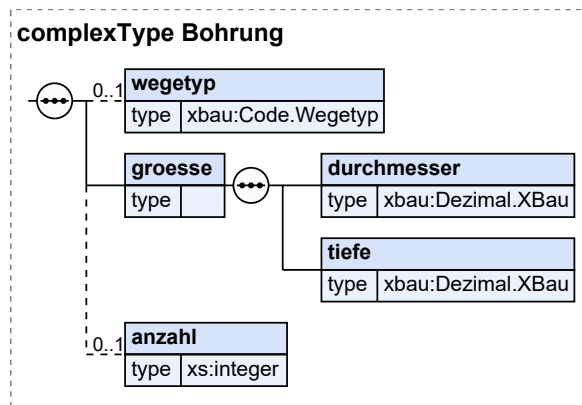 complexType Bohrung
0..1
wegetyp
type xbau:Code.Wegetyp
groesse
type
durchmesser
type xbau:Dezimal.XBau
tiefe
type xbau:Dezimal.XBau
0..1
anzahl
type xs:integer